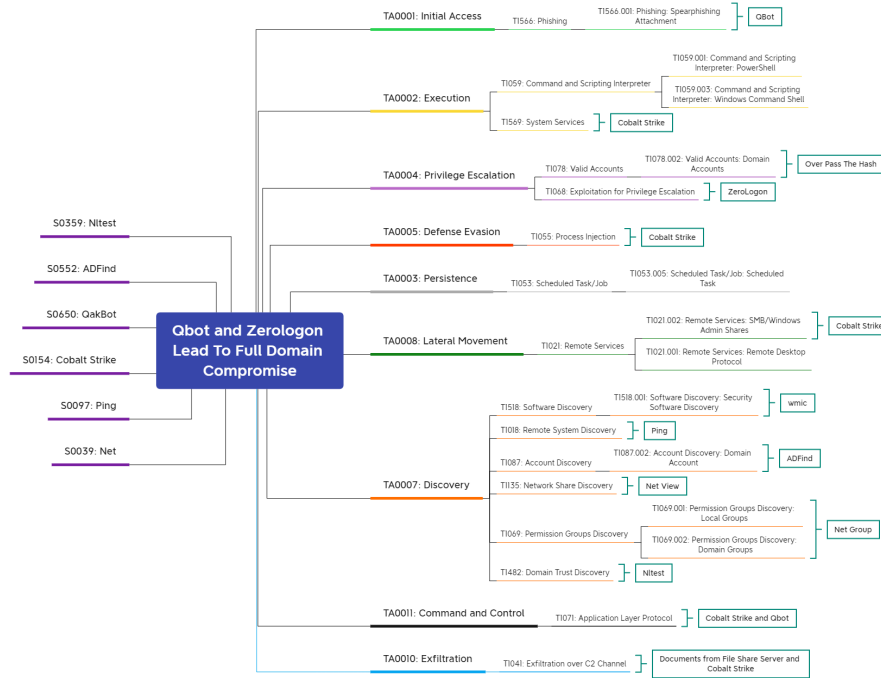 TA0001: Initial Access
T1566: Phishing
T1566.001: Phishing: Spearphishing
Attachment
QBot
TA0002: Execution
T1059: Command and Scripting Interpreter
T1059.001: Command and Scripting
Interpreter: PowerShell
T1059.003: Command and Scripting
Interpreter: Windows Command Shell
T1569: System Services
Cobalt Strike
TA0004: Privilege Escalation
T1078: Valid Accounts
T1078.002: Valid Accounts: Domain
Accounts
Over Pass The Hash
T1068: Exploitation for Privilege Escalation
ZeroLogon
TA0005: Defense Evasion
T1055: Process Injection
Cobalt Strike
TA0003: Persistence
T1053: Scheduled Task/Job
T1053.005: Scheduled Task/Job: Scheduled
Task
TA0008: Lateral Movement
T1021: Remote Services
T1021.002: Remote Services: SMB/Windows
Admin Shares
Cobalt Strike
T1021.001: Remote Services: Remote Desktop
Protocol
S0359: Nltest
S0552: ADFind
S0650: QakBot
S0154: Cobalt Strike
S0097: Ping
S0039: Net
Qbot and Zerologon
Lead To Full Domain
Compromise
TA0007: Discovery
T1518: Software Discovery
T1518.001: Software Discovery: Security
Software Discovery
wmic
T1018: Remote System Discovery
Ping
T1087: Account Discovery
T1087.002: Account Discovery: Domain
Account
ADFind
T1135: Network Share Discovery
Net View
T1069: Permission Groups Discovery
T1069.001: Permission Groups Discovery:
Local Groups
T1069.002: Permission Groups Discovery:
Domain Groups
Net Group
T1482: Domain Trust Discovery
Nltest
TA0011: Command and Control
T1071: Application Layer Protocol
Cobalt Strike and Qbot
TA0010: Exfiltration
T1041: Exfiltration over C2 Channel
Documents from File Share Server and
Cobalt Strike